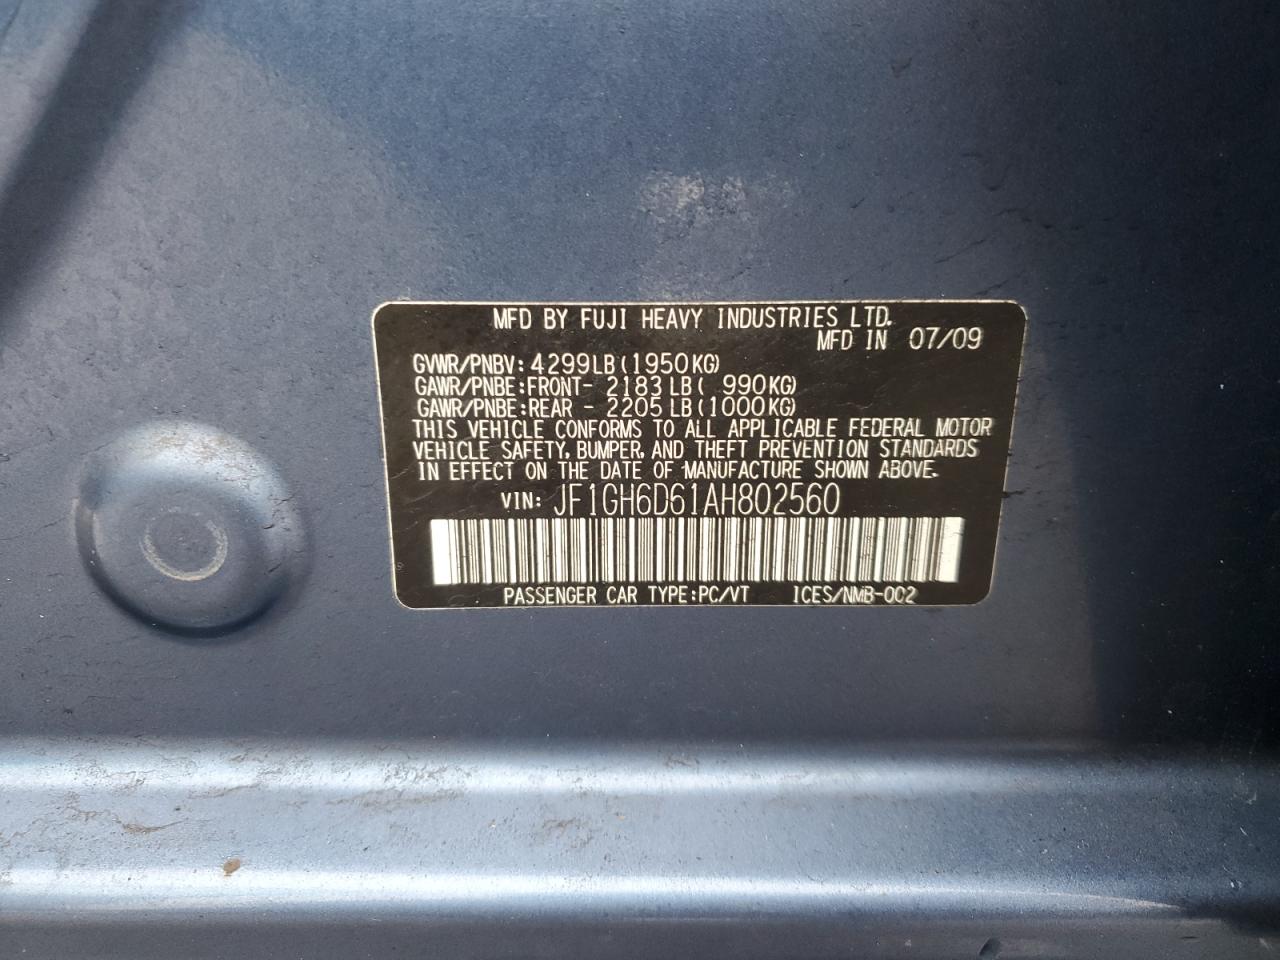 MFD BY FUJI HEAVY INDUSTRIES LTD.
MFD IN 07/09
GVWR/PNBV: 4299LB (1950KG)
GAWR/PNBE:FRONT- 2183 LB ( 990KG)
GAWR/PNBE:REAR - 2205 LB (1000KG)
THIS VEHICLE CONFORMS TO ALL APPLICABLE FEDERAL MOTOR
VEHICLE SAFETY, BUMPER, AND THEFT PREVENTION STANDARDS
IN EFFECT ON THE DATE OF MANUFACTURE SHOWN ABOVE.
VIN: JF1GH6D61AH802560
PASSENGER CAR TYPE:PC/VT ICES/NMB-002